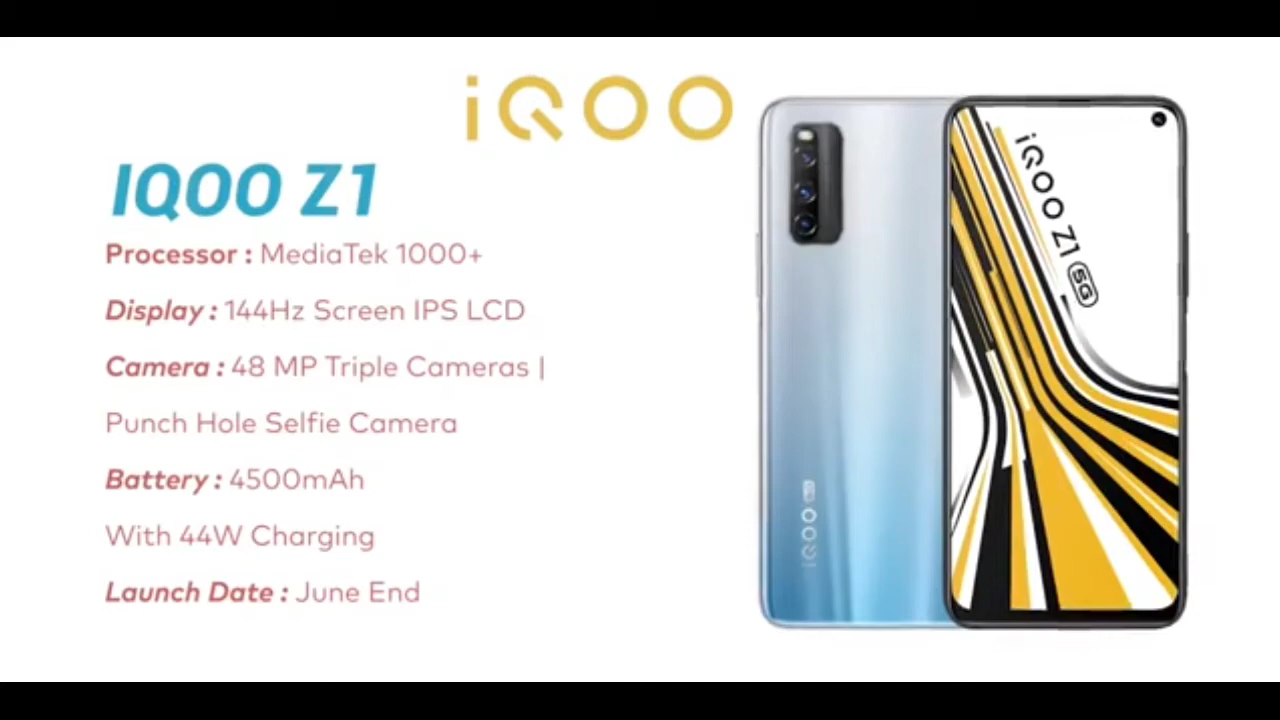 iQOO
IQOO Z1
Processor : MediaTek 1000+
Display : 144Hz Screen IPS LCD
Camera : 48 MP Triple Cameras |
Punch Hole Selfie Camera
Battery : 4500mAh
With 44W Charging
Launch Date : June End
iQOO
iQOO Z1 5G